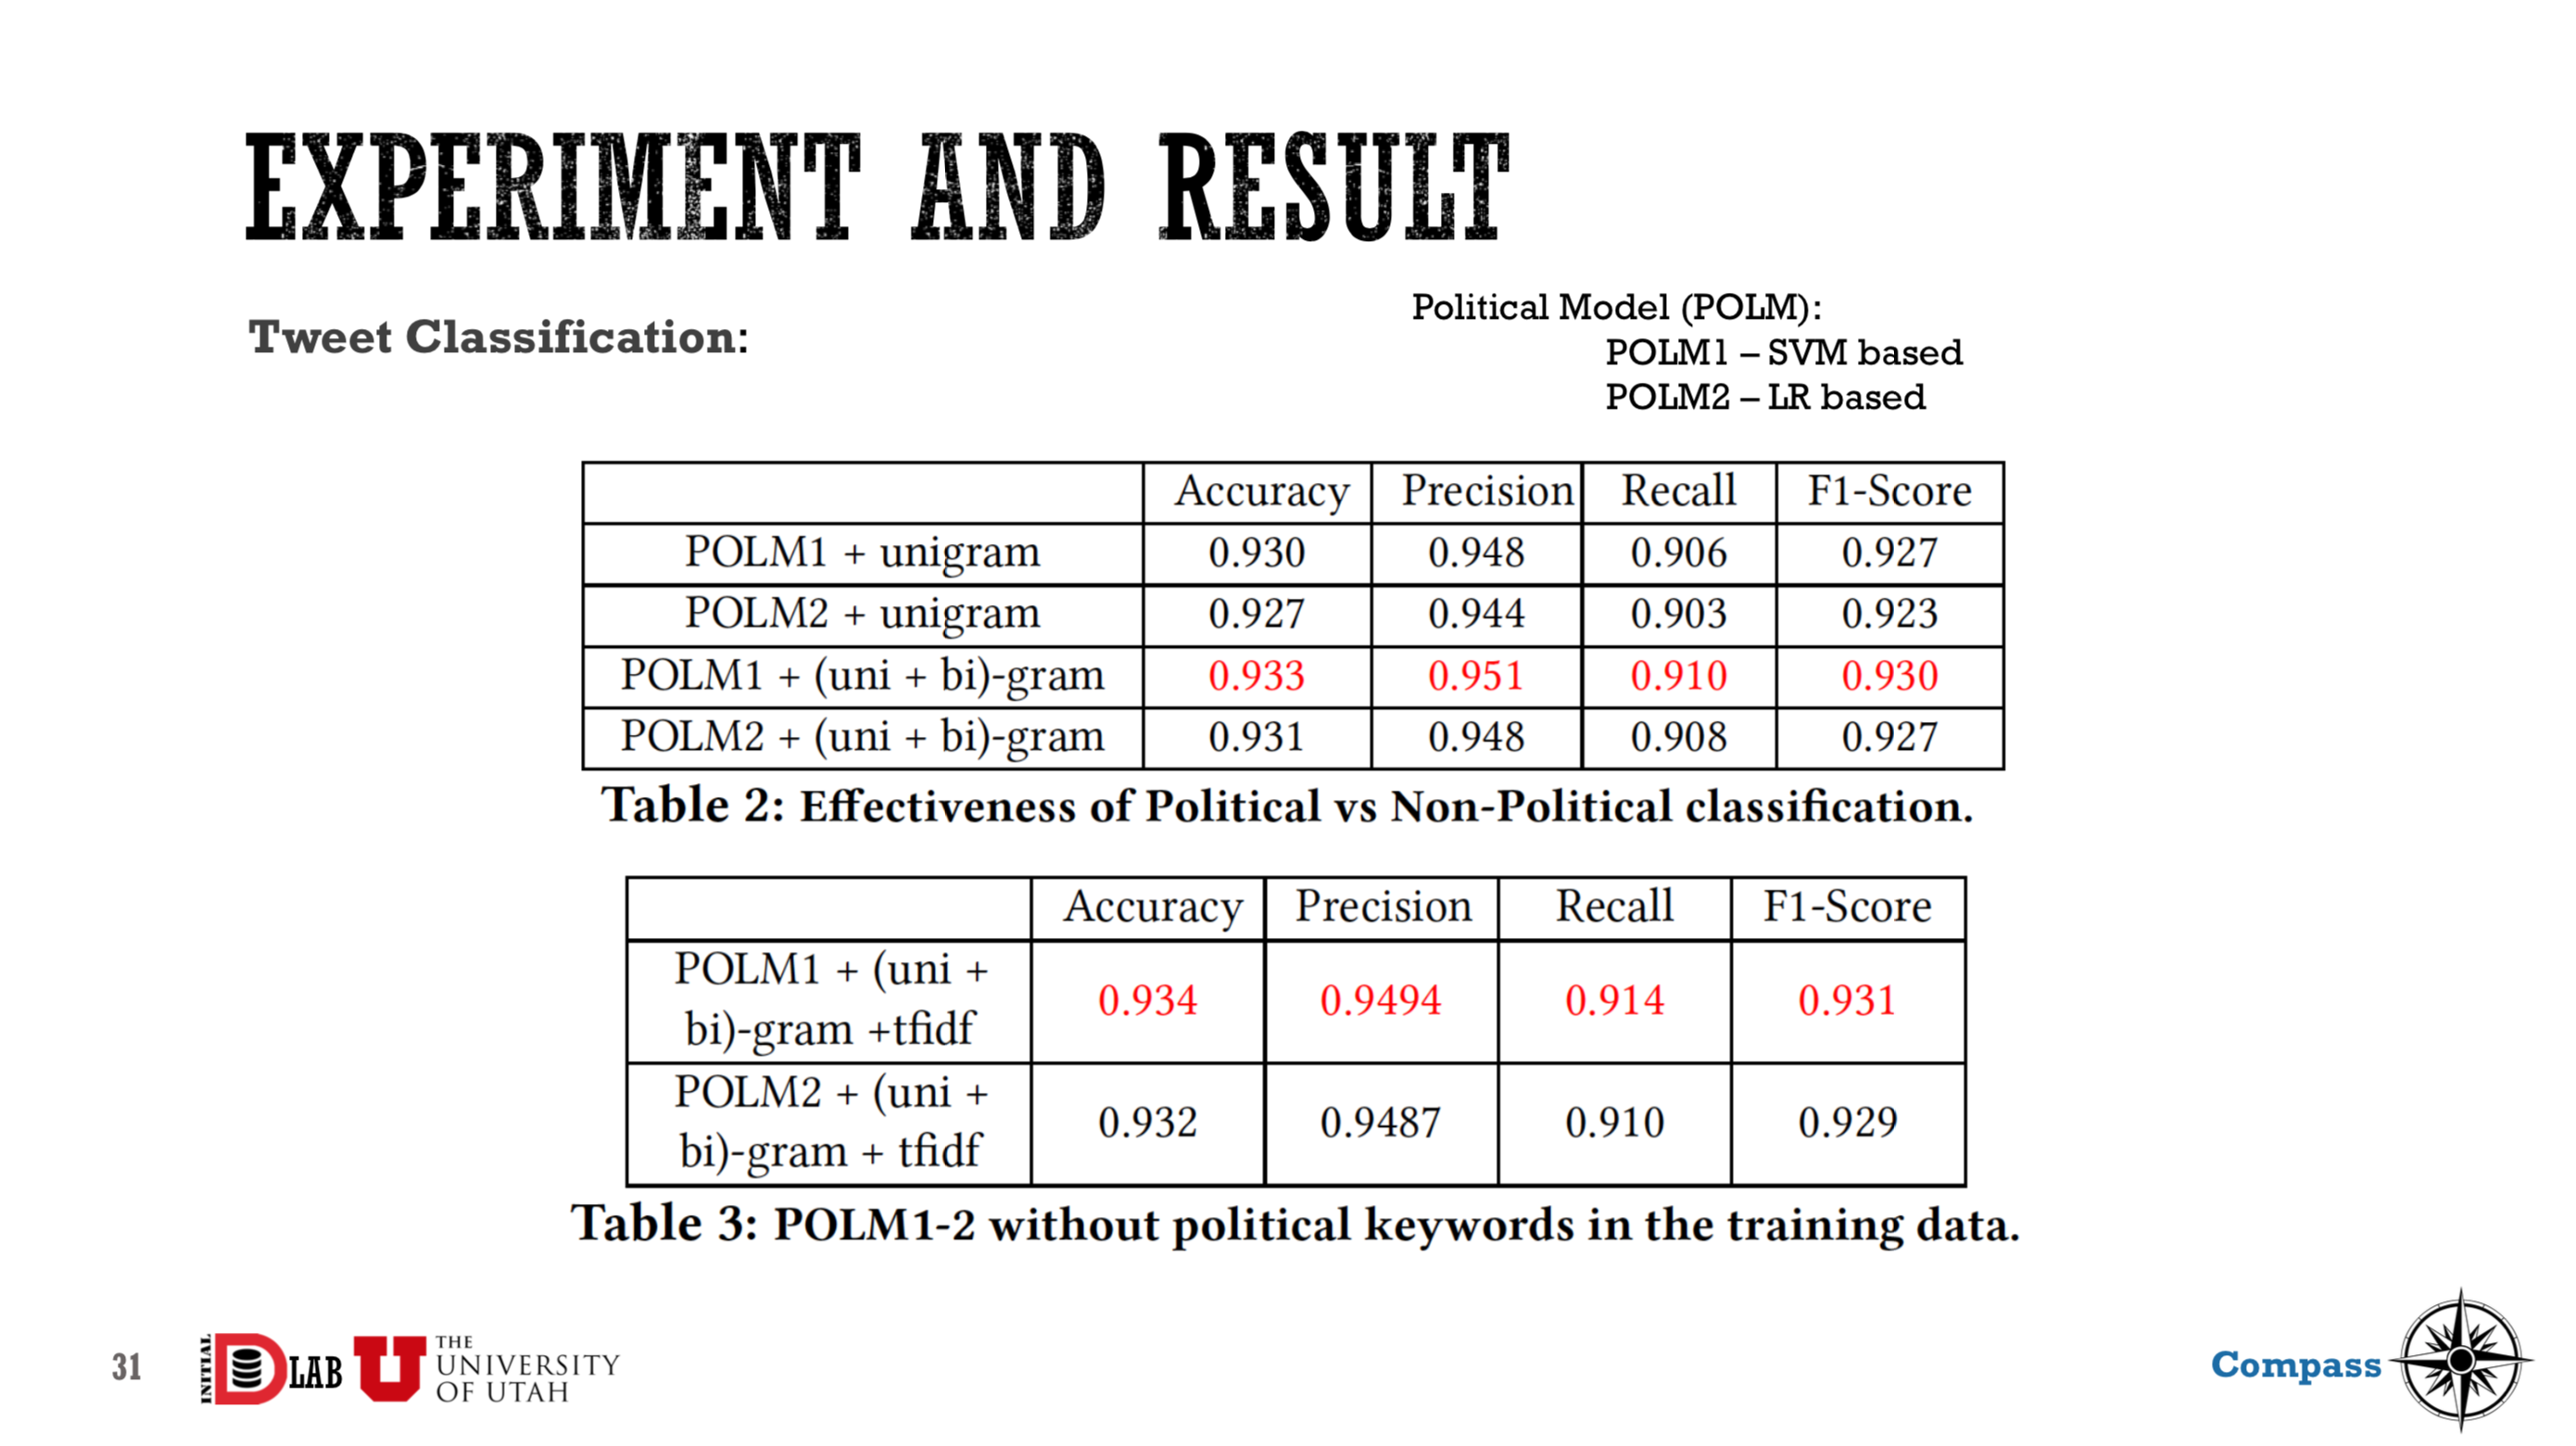 EXPERIMENT AND RESULT
Tweet Classification:
Political Model (POLM):
POLM1 – SVM based
POLM2 – LR based
Accuracy Precision Recall F1-Score
POLM1 + unigram 0.930 0.948 0.906 0.927
POLM2 + unigram 0.927 0.944 0.903 0.923
POLM1 + (uni + bi)-gram 0.933 0.951 0.910 0.930
POLM2 + (uni + bi)-gram 0.931 0.948 0.908 0.927
Table 2: Effectiveness of Political vs Non-Political classification.
Accuracy Precision Recall F1-Score
POLM1 + (uni +
bi)-gram +tfidf 0.934 0.9494 0.914 0.931
POLM2 + (uni +
bi)-gram + tfidf 0.932 0.9487 0.910 0.929
Table 3: POLM1-2 without political keywords in the training data.
31
INITIAL D LAB
U THE
UNIVERSITY
OF UTAH
Compass